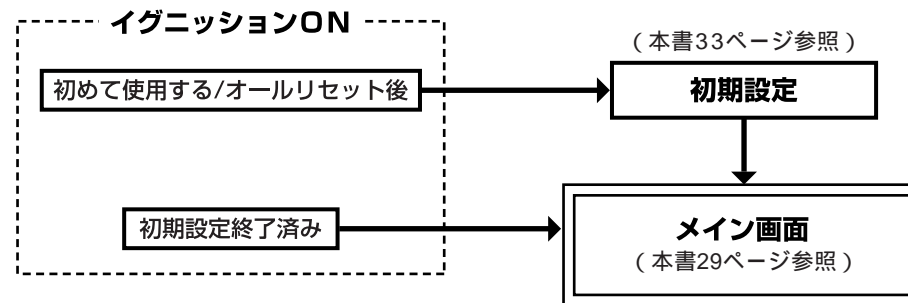 イグニッションON
(本書33ページ参照)
初めて使用する/オールリセット後
初期設定
初期設定終了済み
メイン画面
(本書29ページ参照)